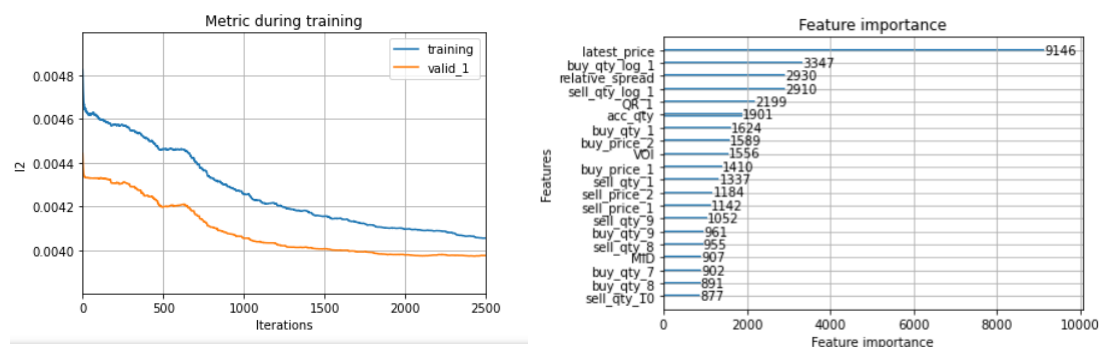 Metric during training
training
valid_1
0.0048
0.0046
0.0044
0.0042
0.0040
l2
0 500 1000 1500 2000 2500
Iterations
Feature importance
Features
latest_price 9146
buy_qty_log_1 3347
relative_spread 2930
sell_qty_log_1 2910
QR_1 2199
acc_qty 1901
buy_qty_1 1624
buy_price_2 1589
VOI 1556
buy_price_1 1410
sell_qty_1 1337
sell_price_2 1184
sell_price_1 1142
sell_qty_9 1052
buy_qty_9 961
sell_qty_8 955
MID 907
buy_qty_7 902
buy_qty_8 891
sell_qty_10 877
0 2000 4000 6000 8000 10000
Feature importance